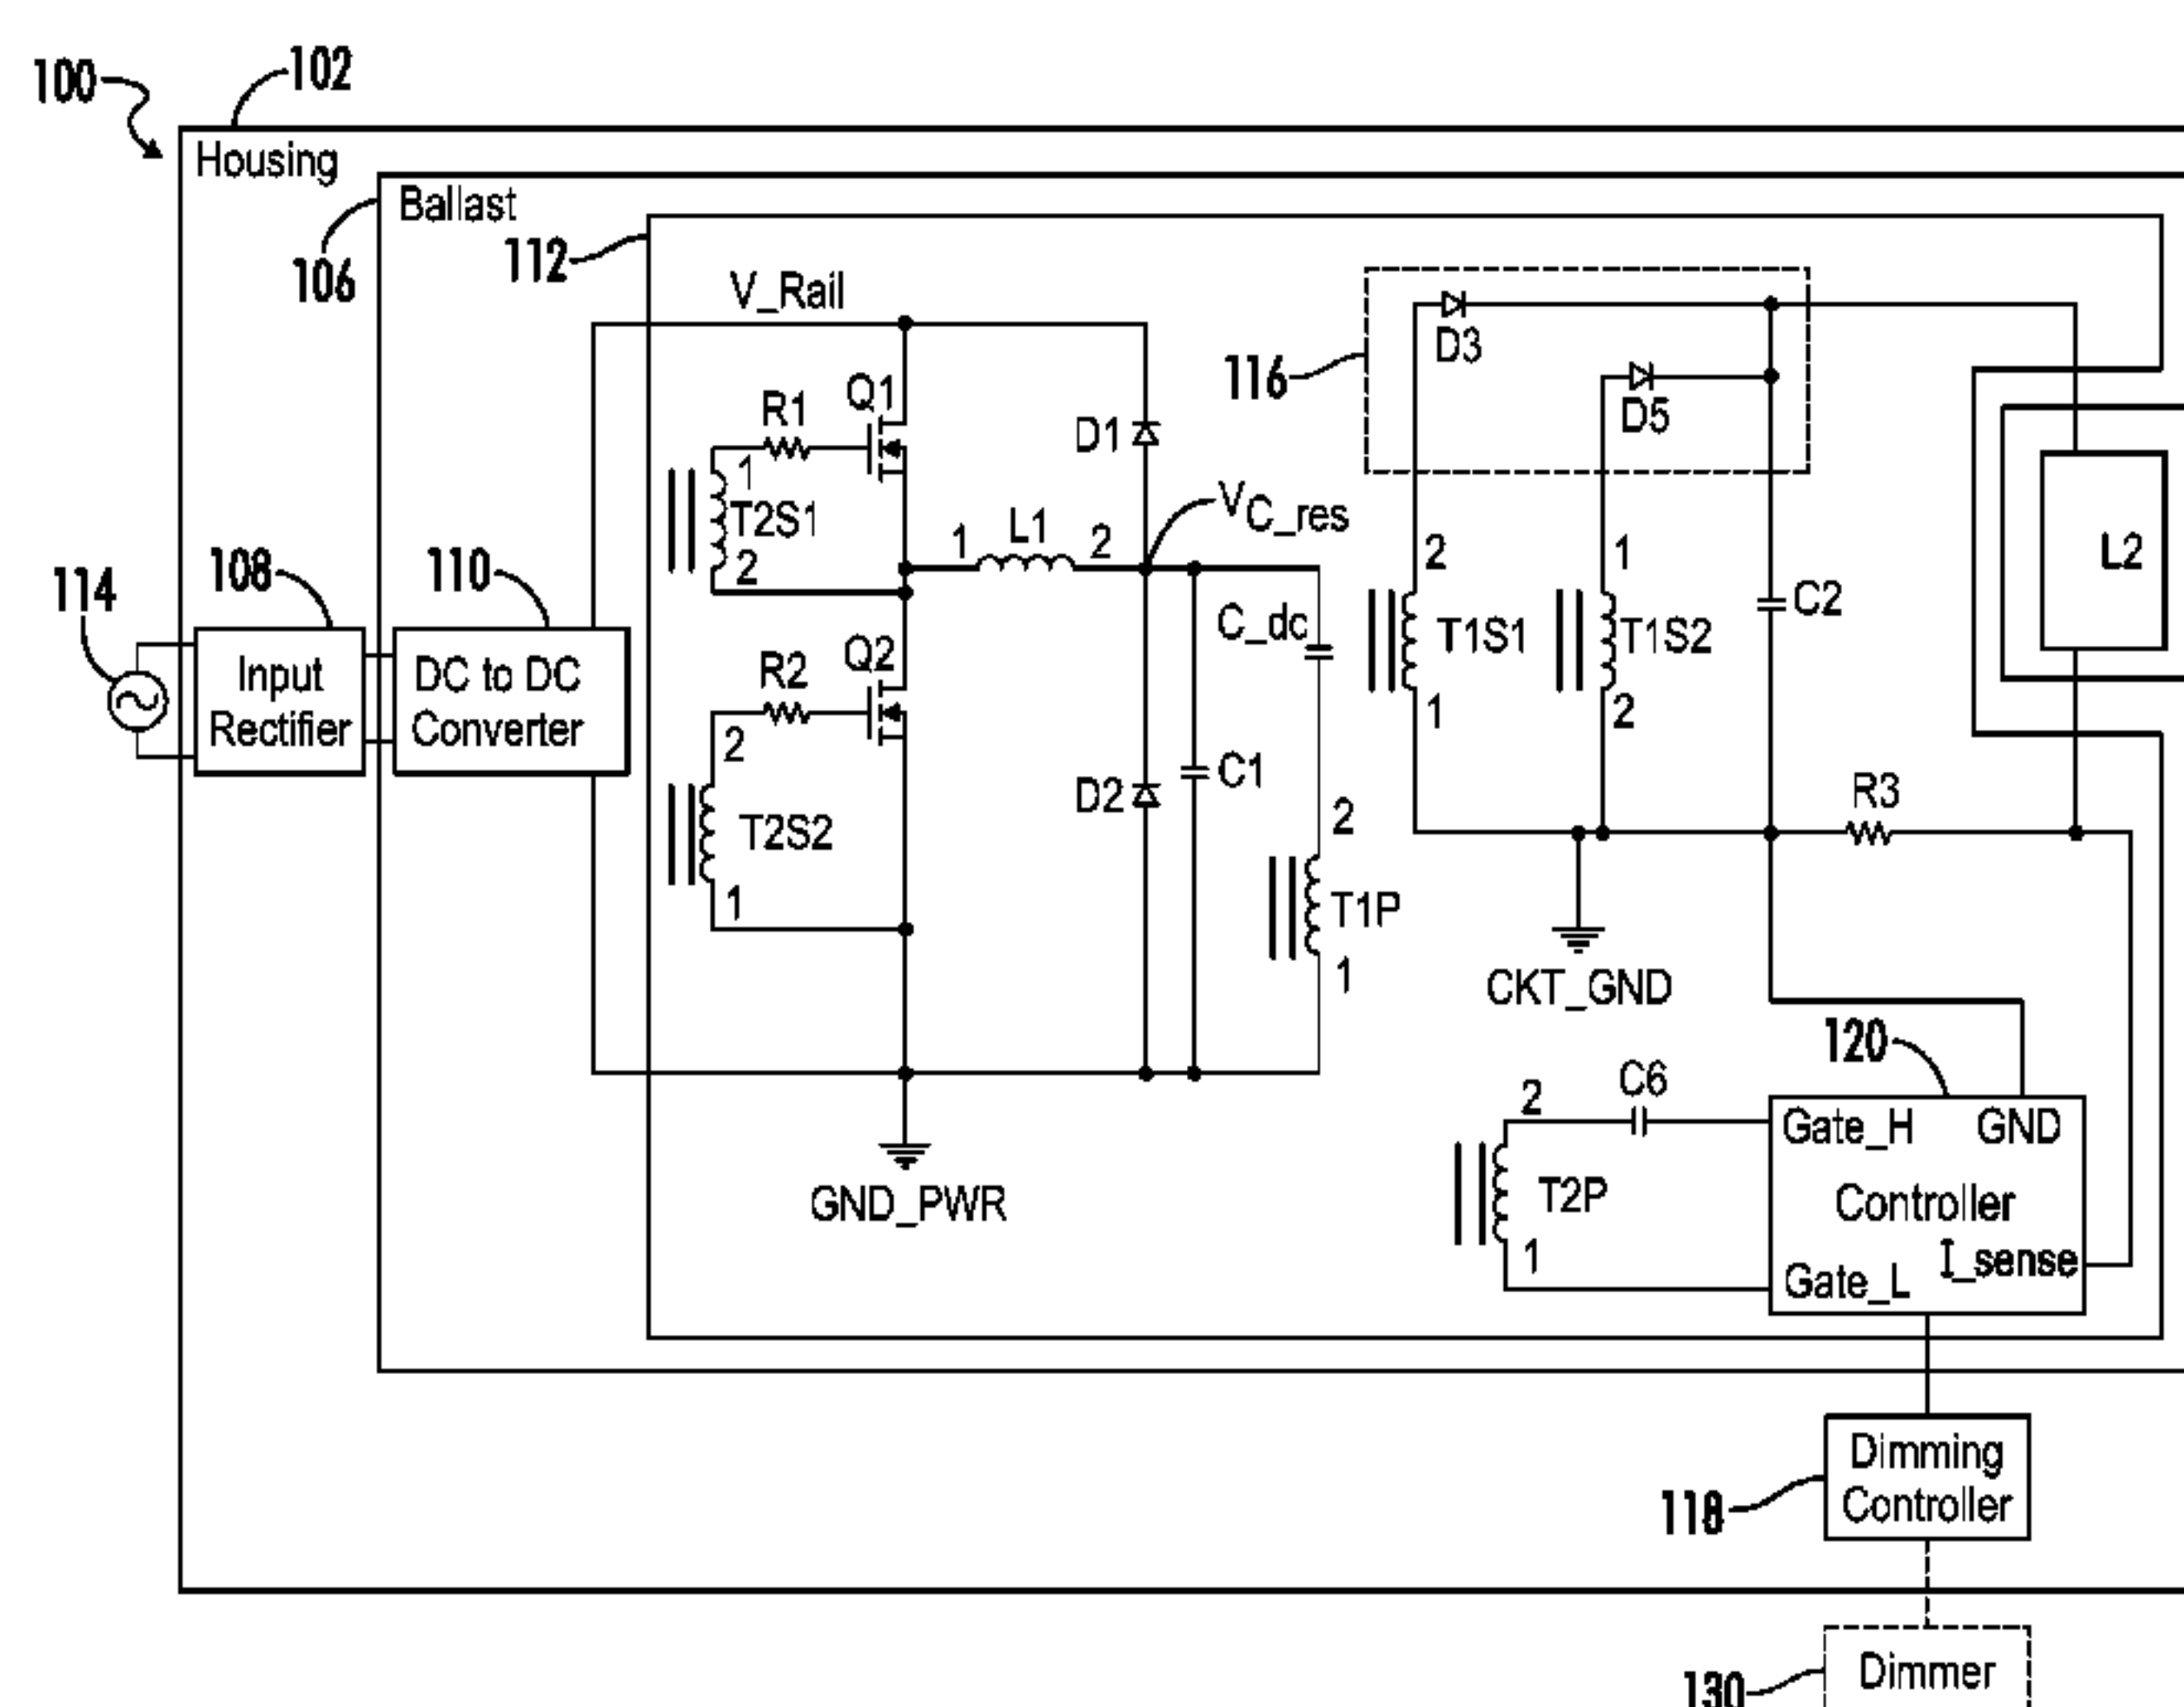 100
102
Housing
Ballast
106
112
V_Rail
116
D3
D5
R1
Q1
D1
1
T2S1
2
1
L1
2
VC_res
114
108
110
Input
Rectifier
DC to DC
Converter
R2
Q2
2
T2S2
1
D2
C1
C_dc
2
T1P
1
2
T1S1
1
1
T1S2
2
C2
L2
R3
CKT_GND
GND_PWR
120
2
C6
T2P
1
Gate_H
GND
Controller
I_sense
Gate_L
118
Dimming
Controller
130
Dimmer